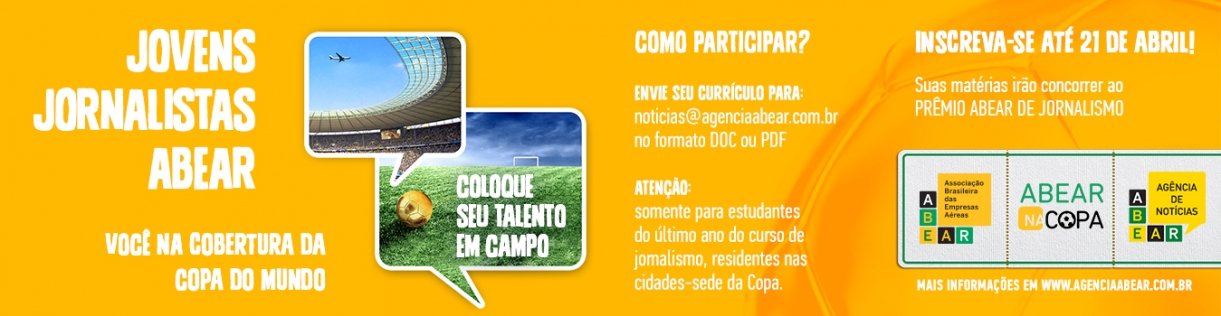 JOVENS
JORNALISTAS
ABEAR
VOCÊ NA COBERTURA DA
COPA DO MUNDO
COLOQUE
SEU TALENTO
EM CAMPO
COMO PARTICIPAR?
ENVIE SEU CURRÍCULO PARA:
noticias@agenciaabear.com.br
no formato DOC ou PDF
ATENÇÃO:
somente para estudantes
do último ano do curso de
jornalismo, residentes nas
cidades-sede da Copa.
INSCREVA-SE ATÉ 21 DE ABRIL!
Suas matérias irão concorrer ao
PRÊMIO ABEAR DE JORNALISMO
Associação
Brasileira
das
Empresas
Aéreas
ABEAR
ABEAR
NA COPA
AGÊNCIA
DE
NOTÍCIAS
ABEAR
MAIS INFORMAÇÕES EM WWW.AGENCIAABEAR.COM.BR